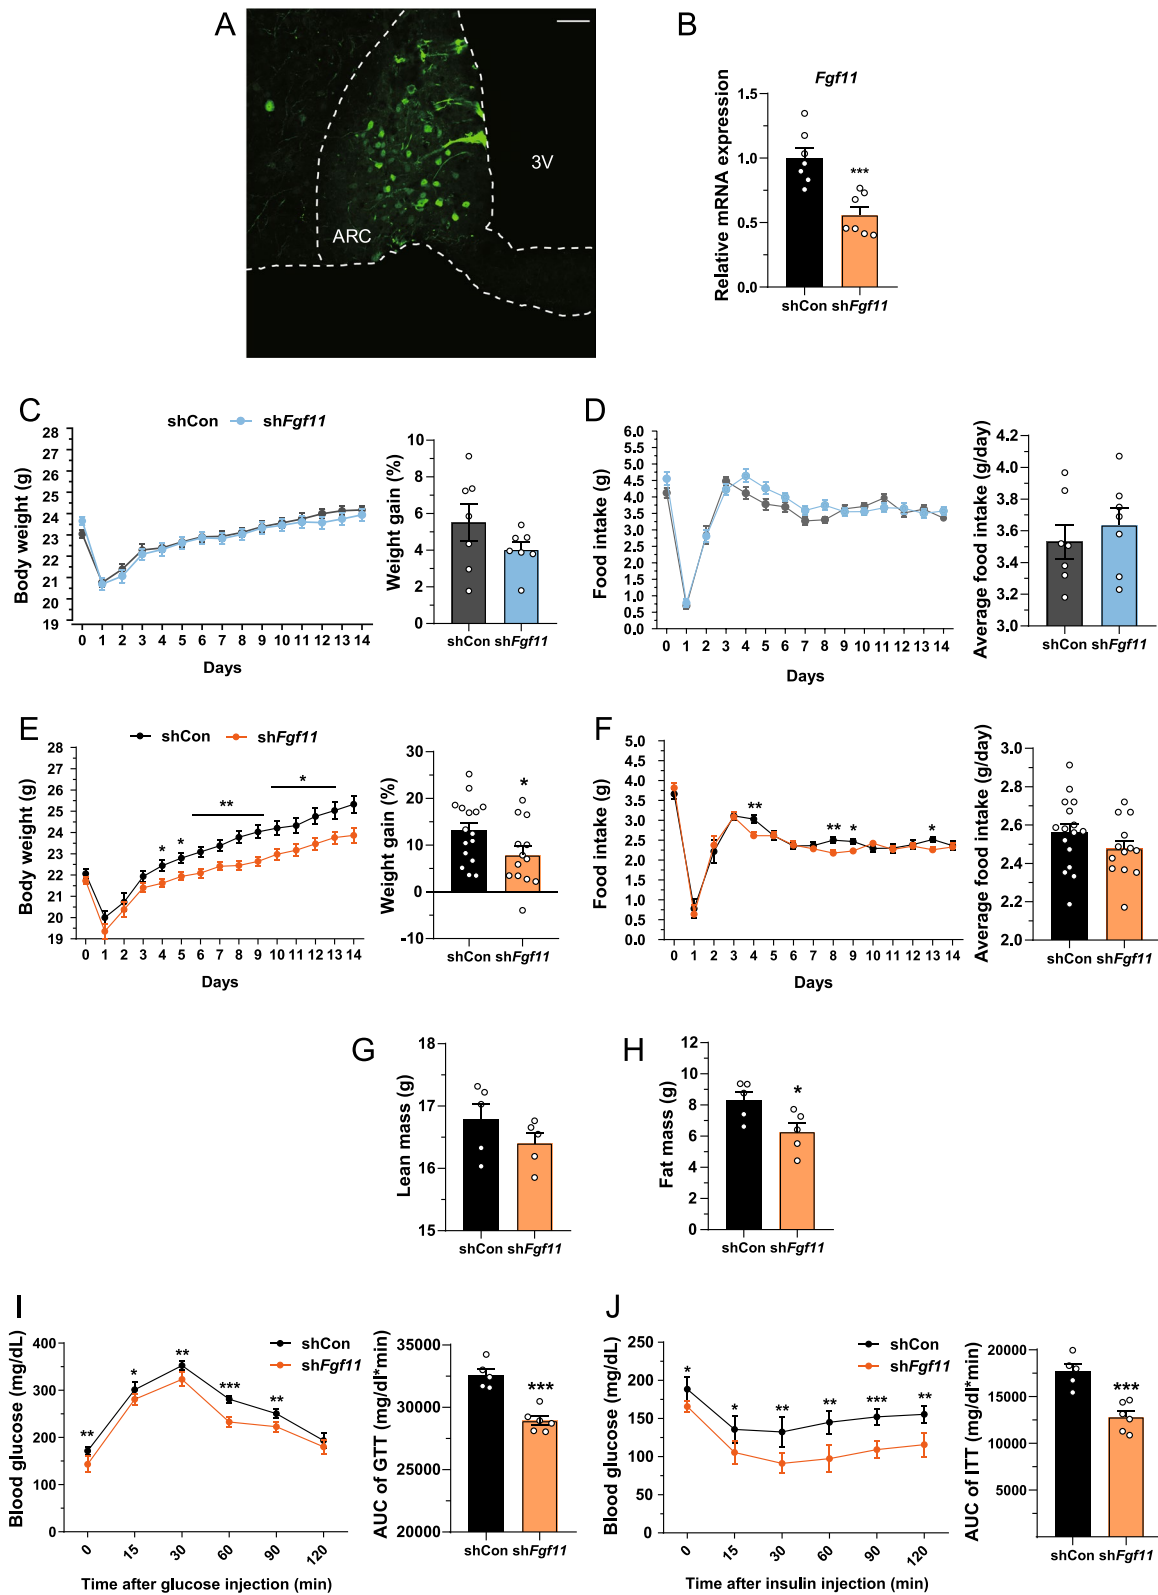 A
ARC
3V
B
Fgf11
Relative mRNA expression
1.5
1.0
0.5
0.0
shCon shFgf11
***
C
shCon shFgf11
Body weight (g)
28
27
26
25
24
23
22
21
20
19
0 1 2 3 4 5 6 7 8 9 10 11 12 13 14
Days
Weight gain (%)
10
8
6
4
2
0
shCon shFgf11
D
Food intake (g)
6.0
5.5
5.0
4.5
4.0
3.5
3.0
2.5
2.0
1.5
1.0
0.5
0.0
0 1 2 3 4 5 6 7 8 9 10 11 12 13 14
Days
Average food intake (g/day)
4.2
4.0
3.8
3.6
3.4
3.2
3.0
shCon shFgf11
E
shCon shFgf11
Body weight (g)
28
27
26
25
24
23
22
21
20
19
* * ** *
0 1 2 3 4 5 6 7 8 9 10 11 12 13 14
Days
Weight gain (%)
30
20
10
0
-10
*
shCon shFgf11
F
Food intake (g)
5.0
4.5
4.0
3.5
3.0
2.5
2.0
1.5
1.0
0.5
0.0
** ** * *
0 1 2 3 4 5 6 7 8 9 10 11 12 13 14
Days
Average food intake (g/day)
3.0
2.8
2.6
2.4
2.2
2.0
shCon shFgf11
G
Lean mass (g)
18
17
16
15
shCon shFgf11
H
Fat mass (g)
12
10
8
6
4
2
0
*
shCon shFgf11
I
Blood glucose (mg/dL)
400
300
200
100
0
shCon
shFgf11
** * ** *** **
0 15 30 60 90 120
Time after glucose injection (min)
AUC of GTT (mg/dl*min)
35000
30000
25000
20000
***
shCon shFgf11
J
Blood glucose (mg/dL)
250
200
150
100
50
0
shCon
shFgf11
* * ** ** *** **
0 15 30 60 90 120
Time after insulin injection (min)
AUC of ITT (mg/dl*min)
20000
15000
10000
5000
***
shCon shFgf11